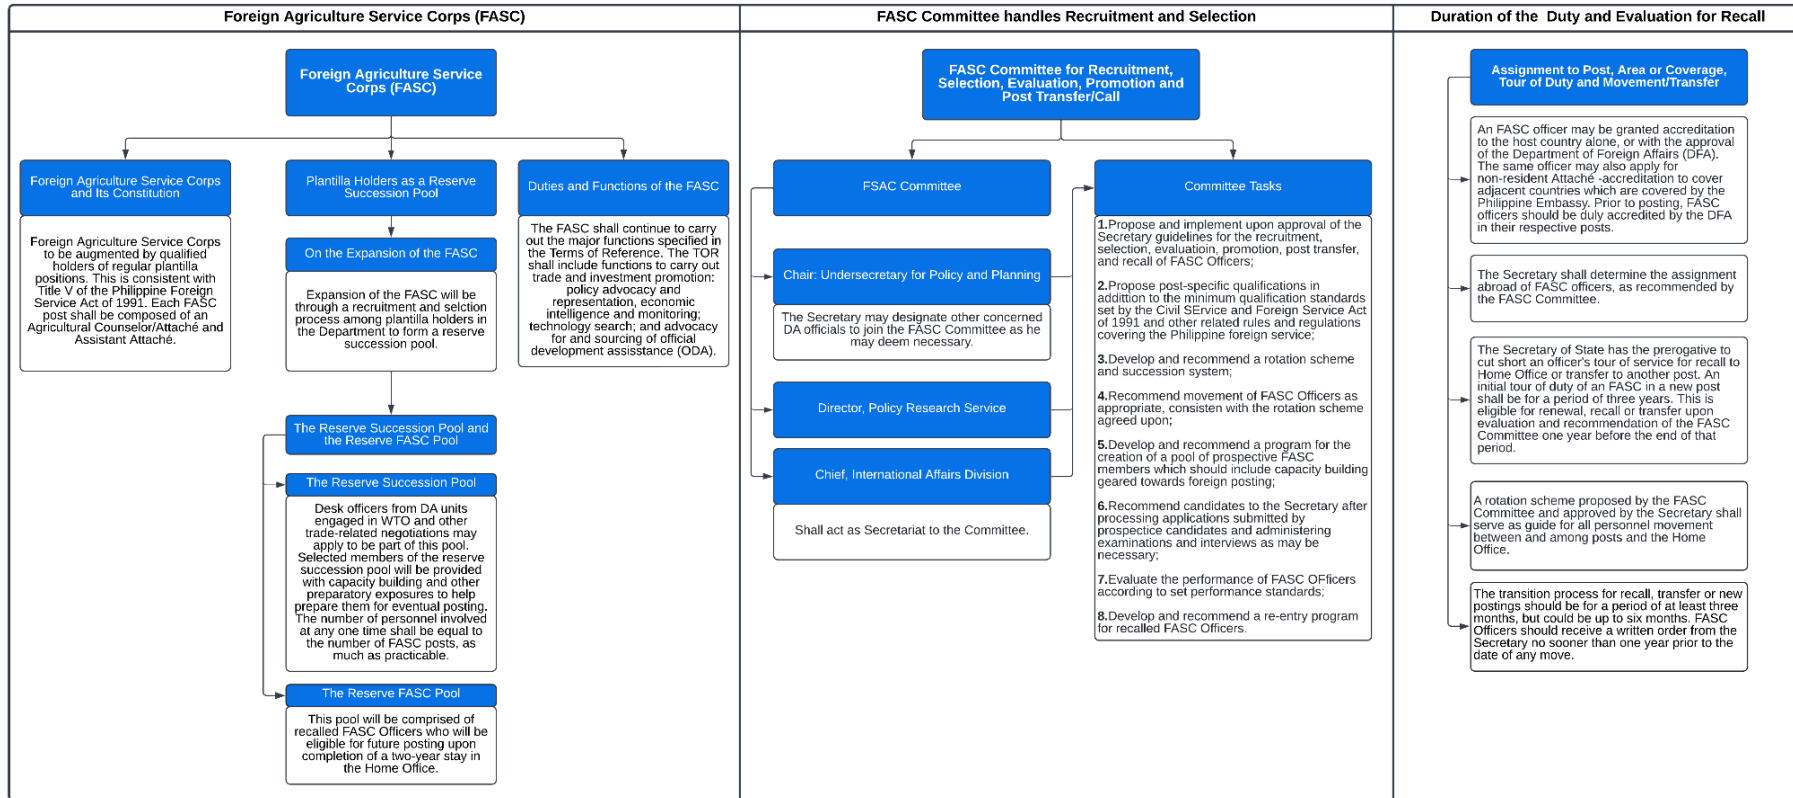 Foreign Agriculture Service Corps (FASC)
Foreign Agriculture Service
Corps (FASC)
Foreign Agriculture Service Corps
and Its Constitution
Foreign Agriculture Service Corps
to be augmented by qualified
holders of regular plantilla
positions. This is consistent with
Title V of the Philippine Foreign
Service Act of 1991. Each FASC
post shall be composed of an
Agricultural Counselor/Attaché and
Assistant Attaché.
Plantilla Holders as a Reserve
Succession Pool
On the Expansion of the FASC
Expansion of the FASC will be
through a recruitment and selction
process among plantilla holders in
the Department to form a reserve
succession pool.
Duties and Functions of the FASC
The FASC shall continue to carry
out the major functions specified in
the Terms of Reference. The TOR
shall include functions to carry out
trade and investment promotion:
policy advocacy and
representation, economic
intelligence and monitoring;
technology search; and advocacy
for and sourcing of official
development assisstance (ODA).
The Reserve Succession Pool and
the Reserve FASC Pool
The Reserve Succession Pool
Desk officers from DA units
engaged in WTO and other
trade-related negotiations may
apply to be part of this pool.
Selected members of the reserve
succession pool will be provided
with capacity building and other
preparatory exposures to help
prepare them for eventual posting.
The number of personnel involved
at any one time shall be equal to
the number of FASC posts, as
much as practicable.
The Reserve FASC Pool
This pool will be comprised of
recalled FASC Officers who will be
eligible for future posting upon
completion of a two-year stay in
the Home Office.
FASC Committee handles Recruitment and Selection
FASC Committee for Recruitment,
Selection, Evaluation, Promotion and
Post Transfer/Call
FSAC Committee
Chair: Undersecretary for Policy and Planning
The Secretary may designate other concerned
DA officials to join the FASC Committee as he
may deem necessary.
Director, Policy Research Service
Chief, International Affairs Division
Shall act as Secretariat to the Committee.
Committee Tasks
1.Propose and implement upon approval of the
Secretary guidelines for the recruitment,
selection, evaluatioin, promotion, post transfer,
and recall of FASC Officers;
2.Propose post-specific qualifications in
addittion to the minimum qualification standards
set by the Civil SErvice and Foreign Service Act
of 1991 and other related rules and regulations
covering the Philippine foreign service;
3.Develop and recommend a rotation scheme
and succession system;
4.Recommend movement of FASC Officers as
appropriate, consisten with the rotation scheme
agreed upon;
5.Develop and recommend a program for the
creation of a pool of prospective FASC
members which should include capacity building
geared towards foreign posting;
6.Recommend candidates to the Secretary after
processing applications submitted by
prospectice candidates and administering
examinations and interviews as may be
necessary;
7.Evaluate the performance of FASC OFficers
according to set performance standards;
8.Develop and recommend a re-entry program
for recalled FASC Officers.
Duration of the Duty and Evaluation for Recall
Assignment to Post, Area or Coverage,
Tour of Duty and Movement/Transfer
An FASC officer may be granted accreditation
to the host country alone, or with the approval
of the Department of Foreign Affairs (DFA).
The same officer may also apply for
non-resident Attaché -accreditation to cover
adjacent countries which are covered by the
Philippine Embassy. Prior to posting, FASC
officers should be duly accredited by the DFA
in their respective posts.
The Secretary shall determine the assignment
abroad of FASC officers, as recommended by
the FASC Committee.
The Secretary of State has the prerogative to
cut short an officer's tour of service for recall to
Home Office or transfer to another post. An
initial tour of duty of an FASC in a new post
shall be for a period of three years. This is
eligible for renewal, recall or transfer upon
evaluation and recommendation of the FASC
Committee one year before the end of that
period.
A rotation scheme proposed by the FASC
Committee and approved by the Secretary shall
serve as guide for all personnel movement
between and among posts and the Home
Office.
The transition process for recall, transfer or new
postings should be for a period of at least three
months, but could be up to six months. FASC
Officers should receive a written order from the
Secretary no sooner than one year prior to the
date of any move.